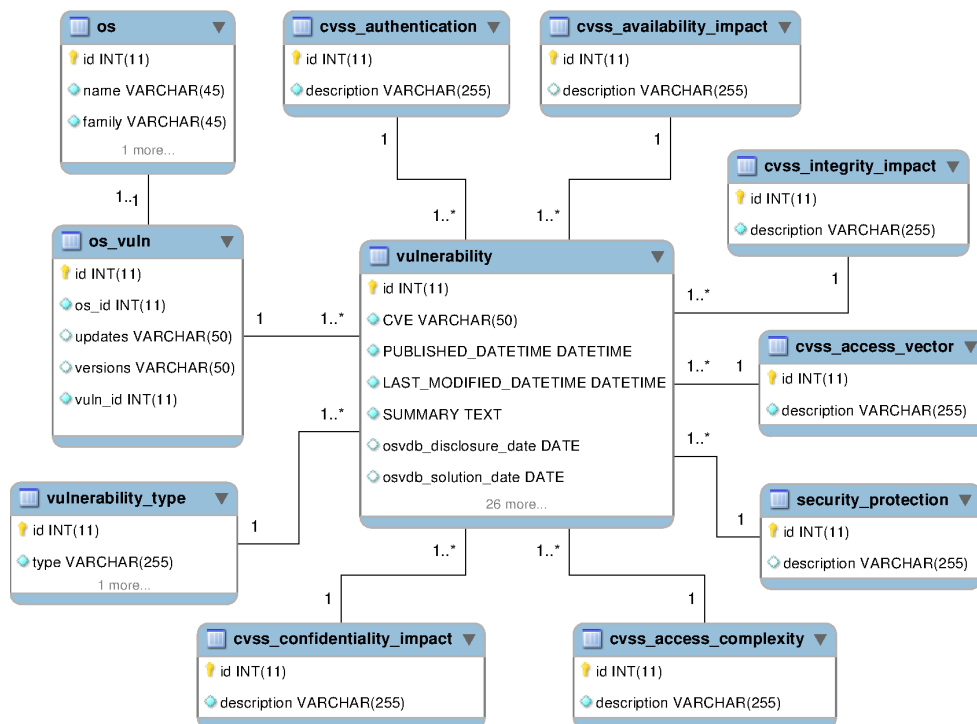 os
id INT(11)
name VARCHAR(45)
family VARCHAR(45)
1 more...
cvss_authentication
id INT(11)
description VARCHAR(255)
cvss_availability_impact
id INT(11)
description VARCHAR(255)
1
1
cvss_integrity_impact
id INT(11)
description VARCHAR(255)
1..
1
1..*
1..*
os_vuln
id INT(11)
os_id INT(11)
updates VARCHAR(50)
versions VARCHAR(50)
vuln_id INT(11)
1
1..*
vulnerability
id INT(11)
CVE VARCHAR(50)
PUBLISHED_DATETIME DATETIME
LAST_MODIFIED_DATETIME DATETIME
SUMMARY TEXT
osvdb_disclosure_date DATE
osvdb_solution_date DATE
26 more...
1..*
1
cvss_access_vector
id INT(11)
description VARCHAR(255)
1..*
1
1..*
1
security_protection
id INT(11)
description VARCHAR(255)
1..*
1
vulnerability_type
id INT(11)
type VARCHAR(255)
1 more...
1..*
1..*
1
1
cvss_confidentiality_impact
id INT(11)
description VARCHAR(255)
cvss_access_complexity
id INT(11)
description VARCHAR(255)